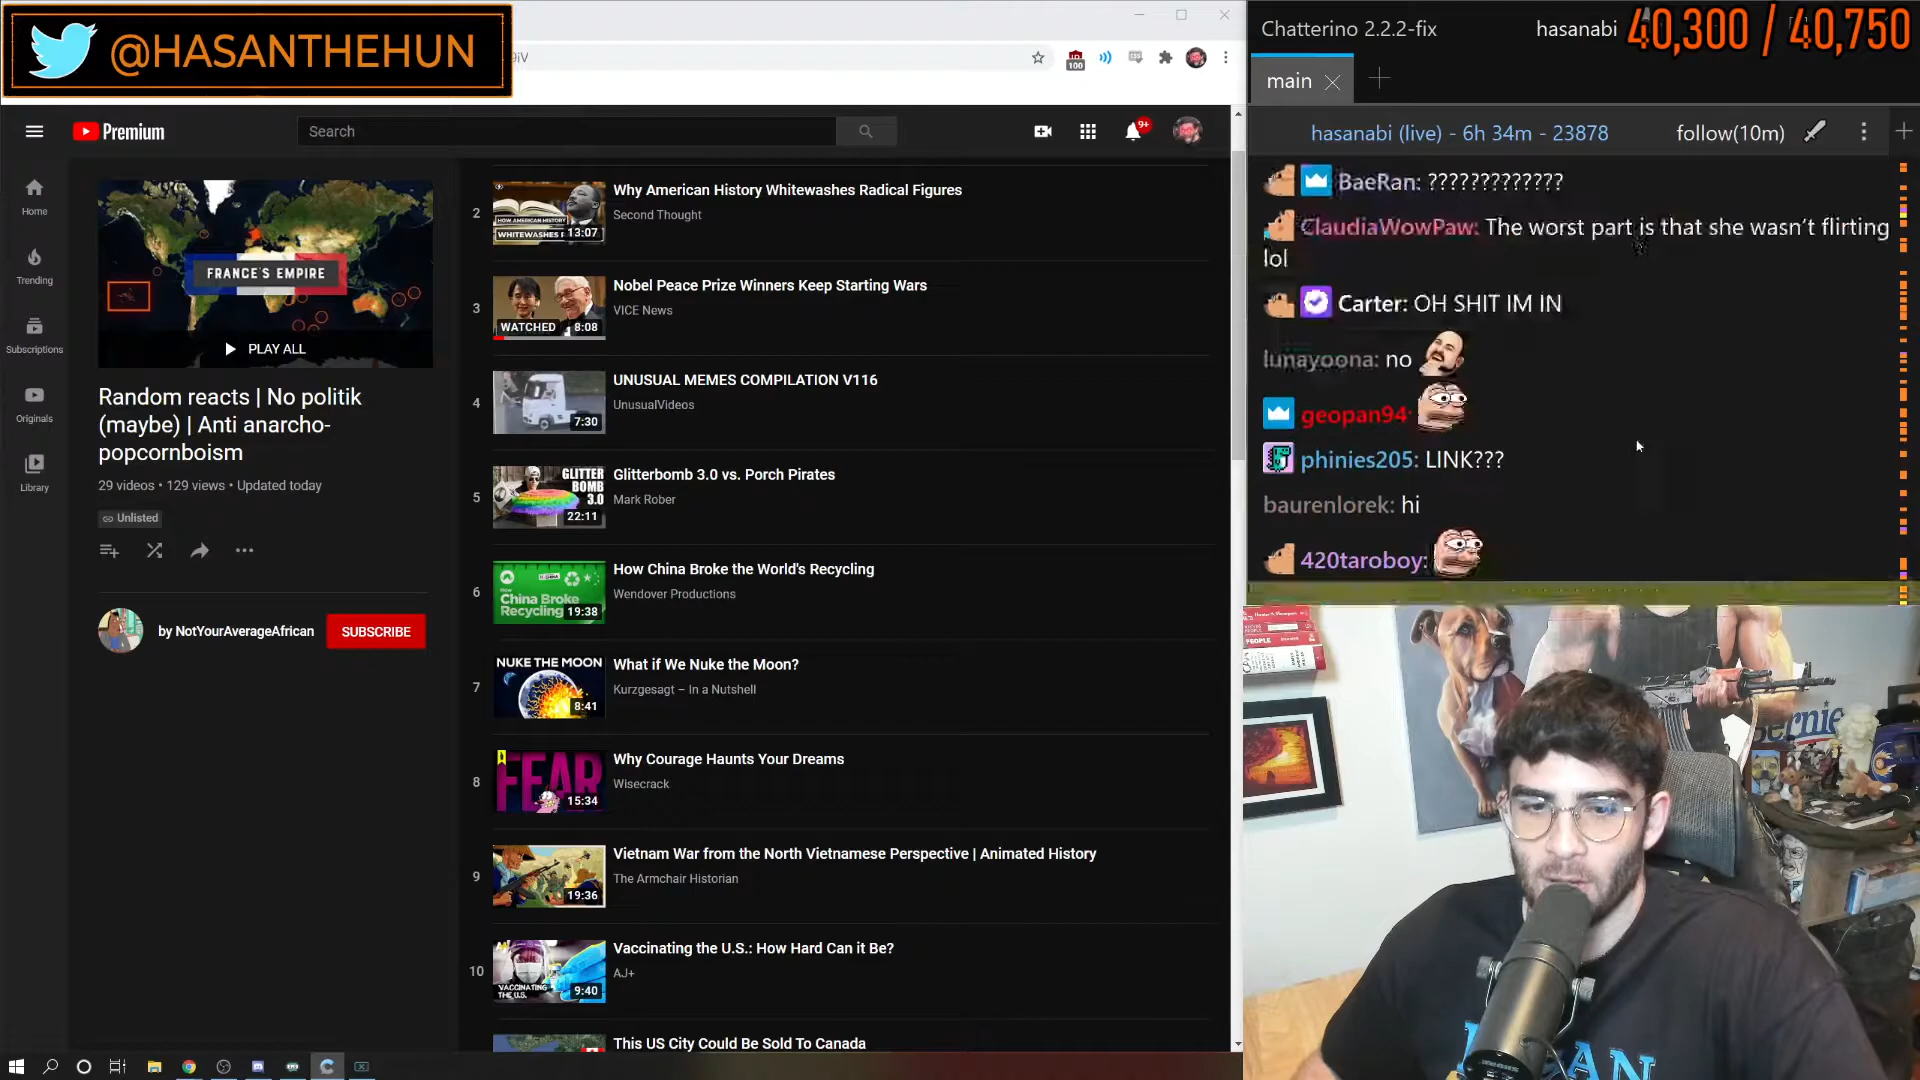 @HASANTHEHUN
9iV
100
Premium
Search
9+
Home
Trending
Subscriptions
Originals
Library
FRANCE'S EMPIRE
PLAY ALL
Random reacts | No politik
(maybe) | Anti anarcho-
popcornboism
29 videos • 129 views • Updated today
Unlisted
by NotYourAverageAfrican
SUBSCRIBE
2
WHITEWASHES
13:07
Why American History Whitewashes Radical Figures
Second Thought
3
WATCHED
8:08
Nobel Peace Prize Winners Keep Starting Wars
VICE News
4
7:30
UNUSUAL MEMES COMPILATION V116
UnusualVideos
5
GLITTER
BOMB
3.0
22:11
Glitterbomb 3.0 vs. Porch Pirates
Mark Rober
6
China Broke
Recycling
19:38
How China Broke the World's Recycling
Wendover Productions
7
NUKE THE MOON
8:41
What if We Nuke the Moon?
Kurzgesagt – In a Nutshell
8
FEAR
15:34
Why Courage Haunts Your Dreams
Wisecrack
9
19:36
Vietnam War from the North Vietnamese Perspective | Animated History
The Armchair Historian
10
VACCINATING
THE U.S.
9:40
Vaccinating the U.S.: How Hard Can it Be?
AJ+
This US City Could Be Sold To Canada
Chatterino 2.2.2-fix
hasanabi
40,300 / 40,750
main
hasanabi (live) - 6h 34m - 23878
follow(10m)
BaeRan: ?????????????
ClaudiaWowPaw: The worst part is that she wasn't flirting
lol
Carter: OH SHIT IM IN
lunayoona: no
geopan94:
phinies205: LINK???
baurenlorek: hi
420taroboy:
PEOPLE
Bernie